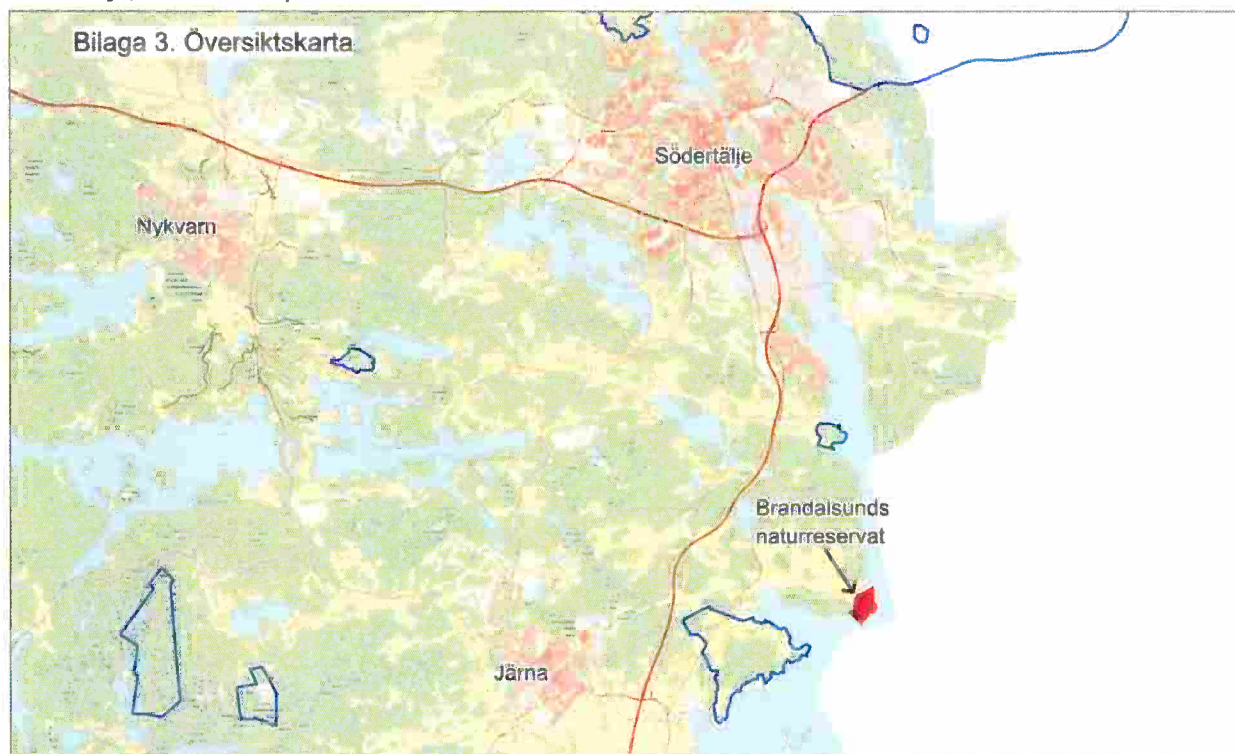 Bilaga 3. Översiktskarta
Södertälje
Nykvarn
Brandalsunds
naturreservat
Järna